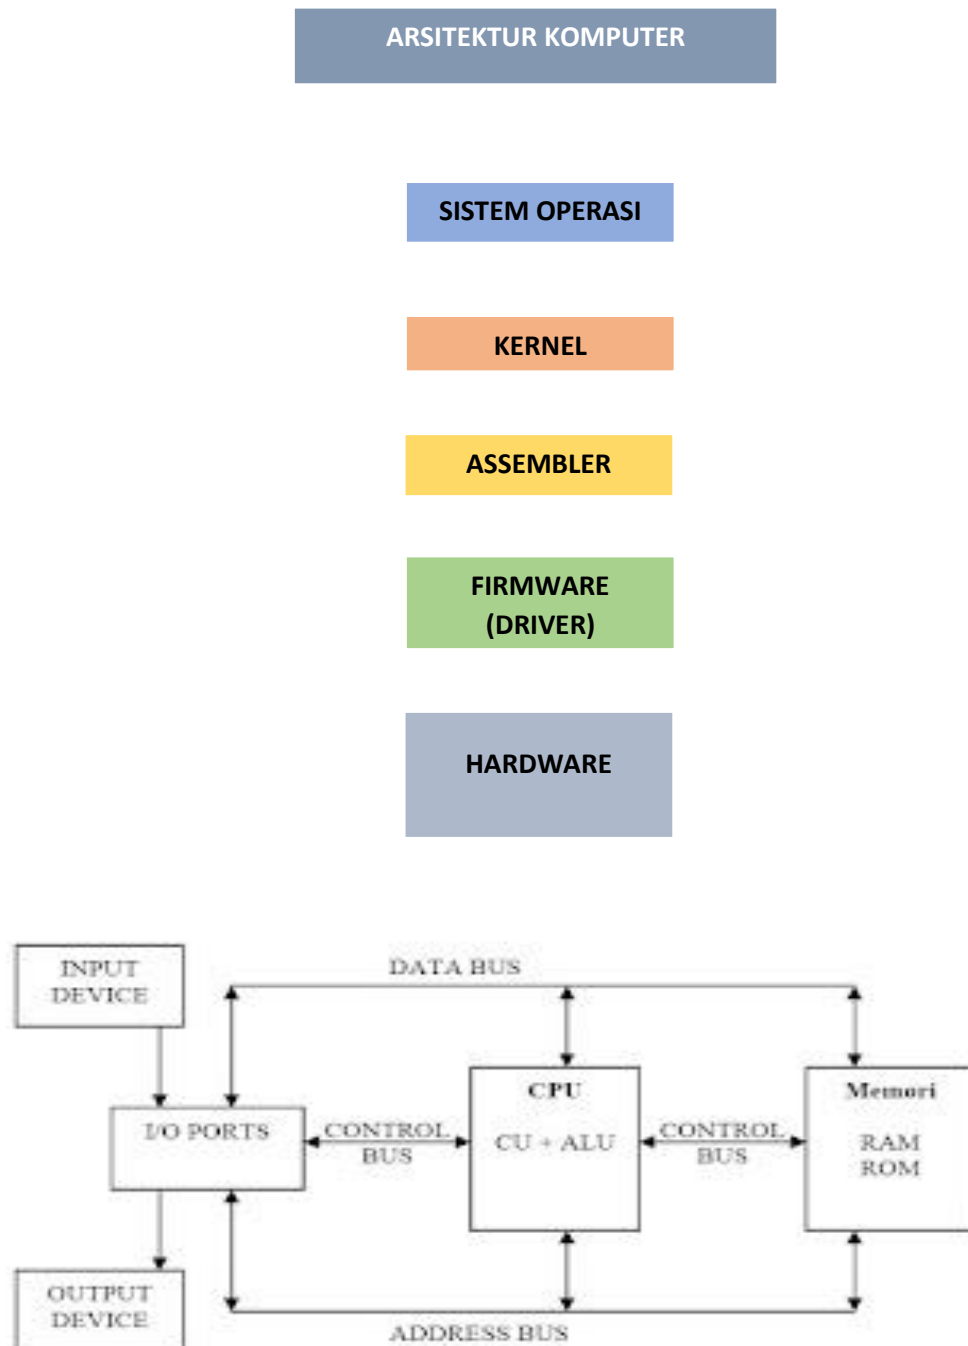 ARSITEKTUR KOMPUTER
SISTEM OPERASI
KERNEL
ASSEMBLER
FIRMWARE
(DRIVER)
HARDWARE
INPUT
DEVICE
DATA BUS
CPU
CU + ALU
Memori
RAM
ROM
I/O PORTS
CONTROL
BUS
CONTROL
BUS
OUTPUT
DEVICE
ADDRESS BUS